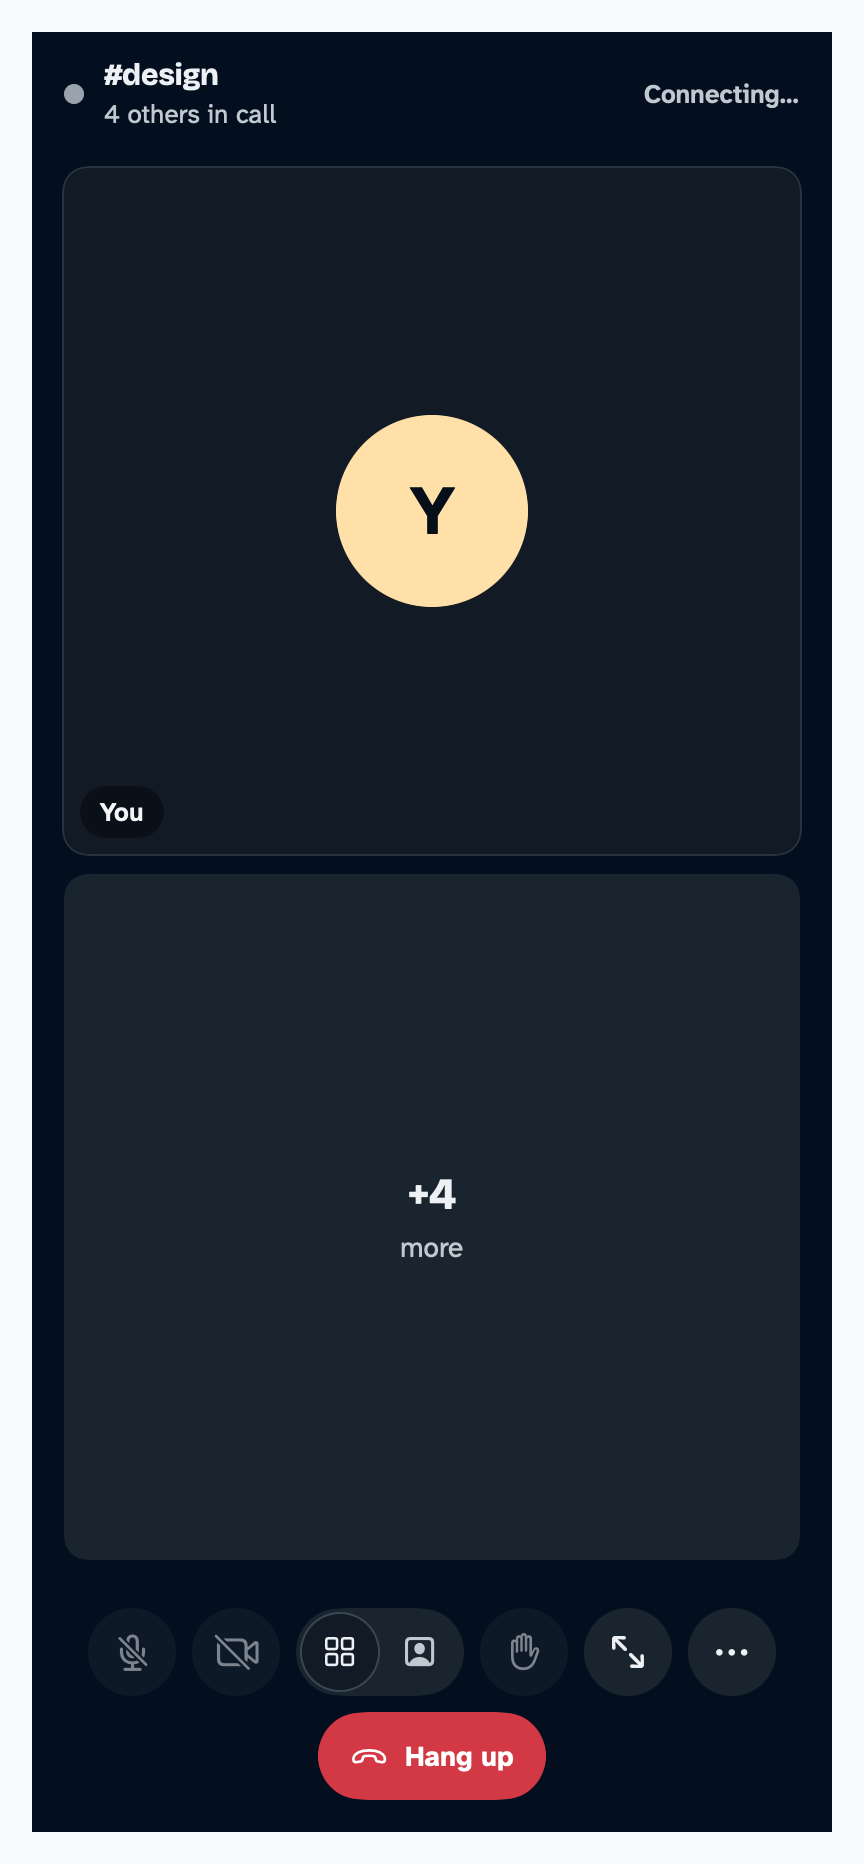 #design
4 others in call
Connecting...
Y
You
+4
more
Hang up